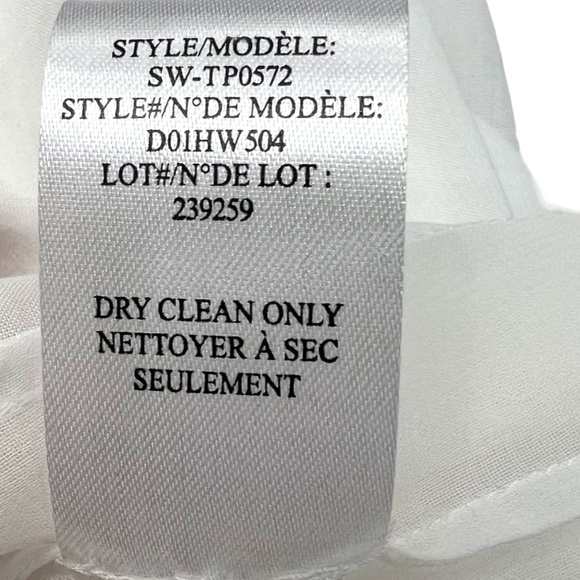 STYLE/MODÈLE:
SW-TP0572
STYLE#/N°DE MODÈLE:
D01HW504
LOT#/N°DE LOT :
239259
DRY CLEAN ONLY
NETTOYER À SEC
SEULEMENT